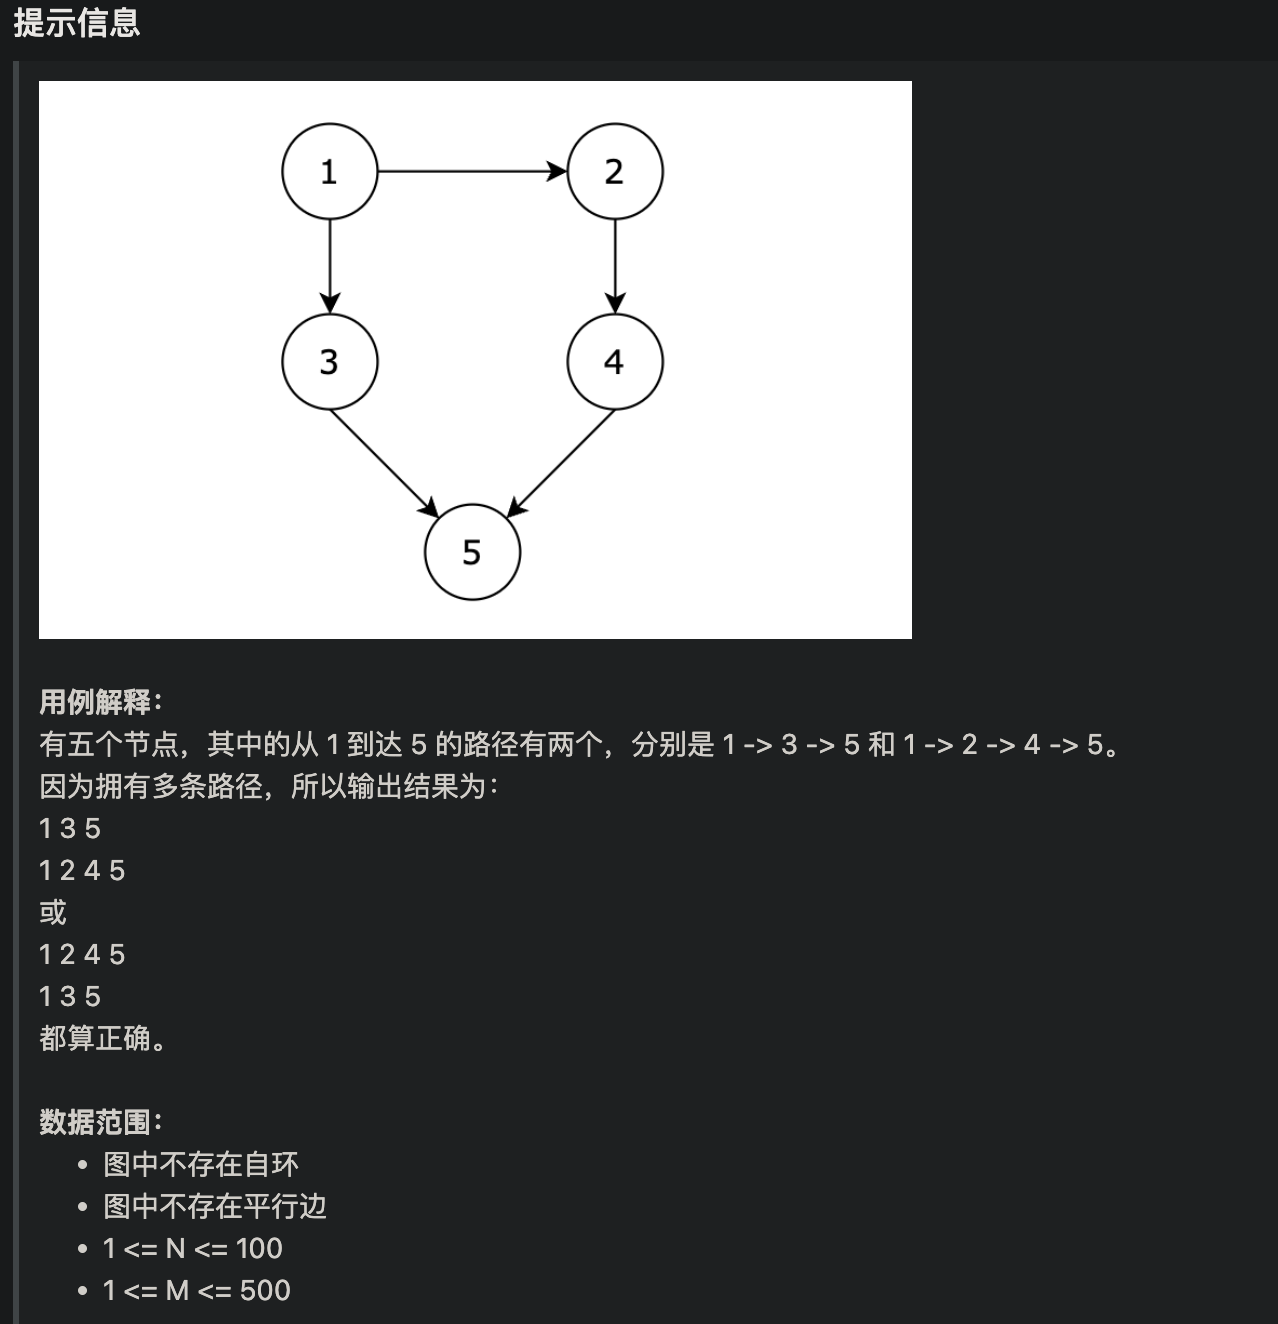 提示信息
1
2
3
4
5
用例解释：
有五个节点，其中的从 1 到达 5 的路径有两个，分别是 1 -> 3 -> 5 和 1 -> 2 -> 4 -> 5。
因为拥有多条路径，所以输出结果为：
1 3 5
1 2 4 5
或
1 2 4 5
1 3 5
都算正确。
数据范围：
• 图中不存在自环
• 图中不存在平行边
• 1 <= N <= 100
• 1 <= M <= 500